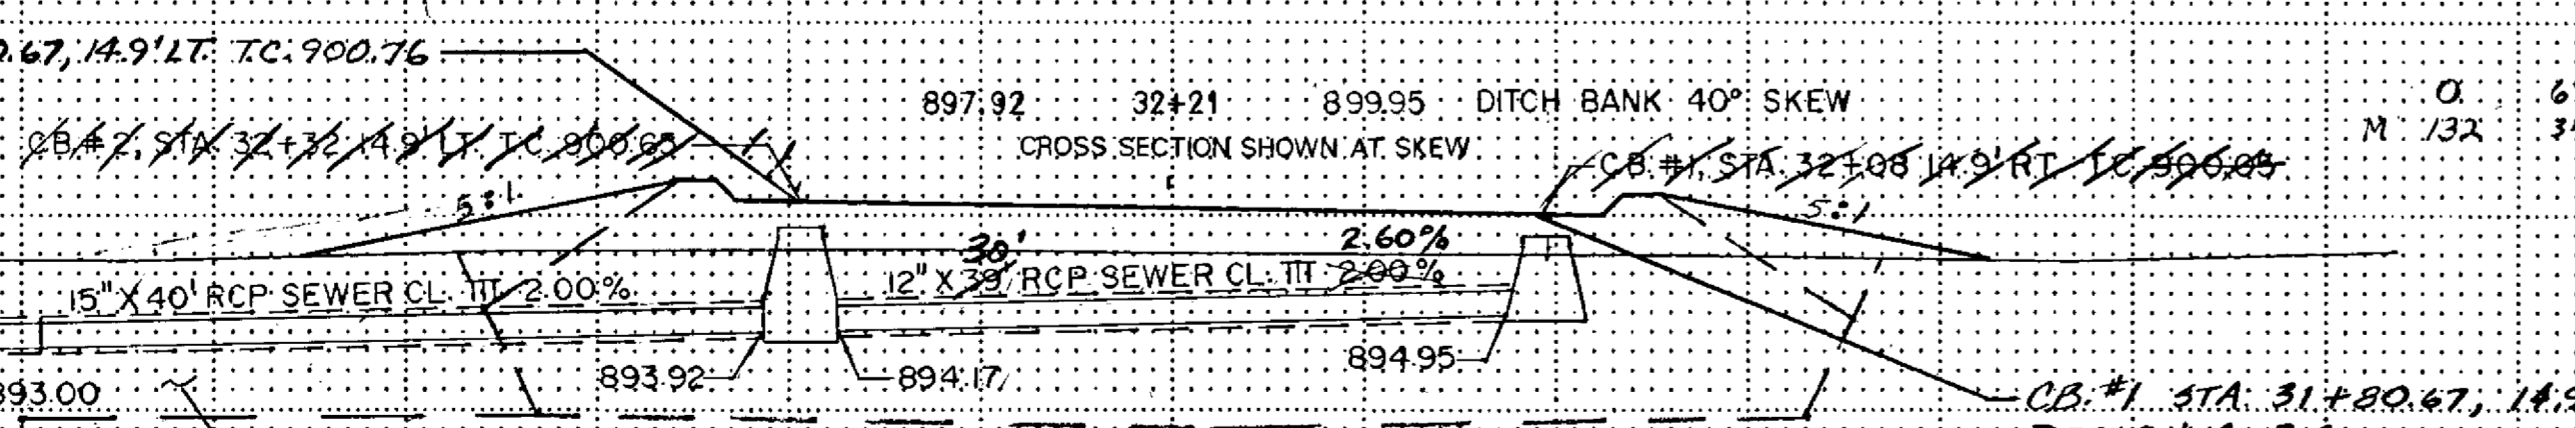 .67, 14.9' LT. T.C. 900.76
897.92 32+21 899.95 DITCH BANK 40° SKEW
CROSS SECTION SHOWN AT SKEW
O
M 132
CB #2, STA. 32+32 14.9' LT. T.C. 900.65
CB. #1, STA. 32+08 14.9' RT. T.C. 900.05
5:1
5:1
30'
2.60%
15" X 40' RCP SEWER CL. III 2.00%
12" X 39' RCP SEWER CL. III 2.00%
894.95
893.92
894.17
893.00
CB. #1 STA. 31+80.67, 14.9